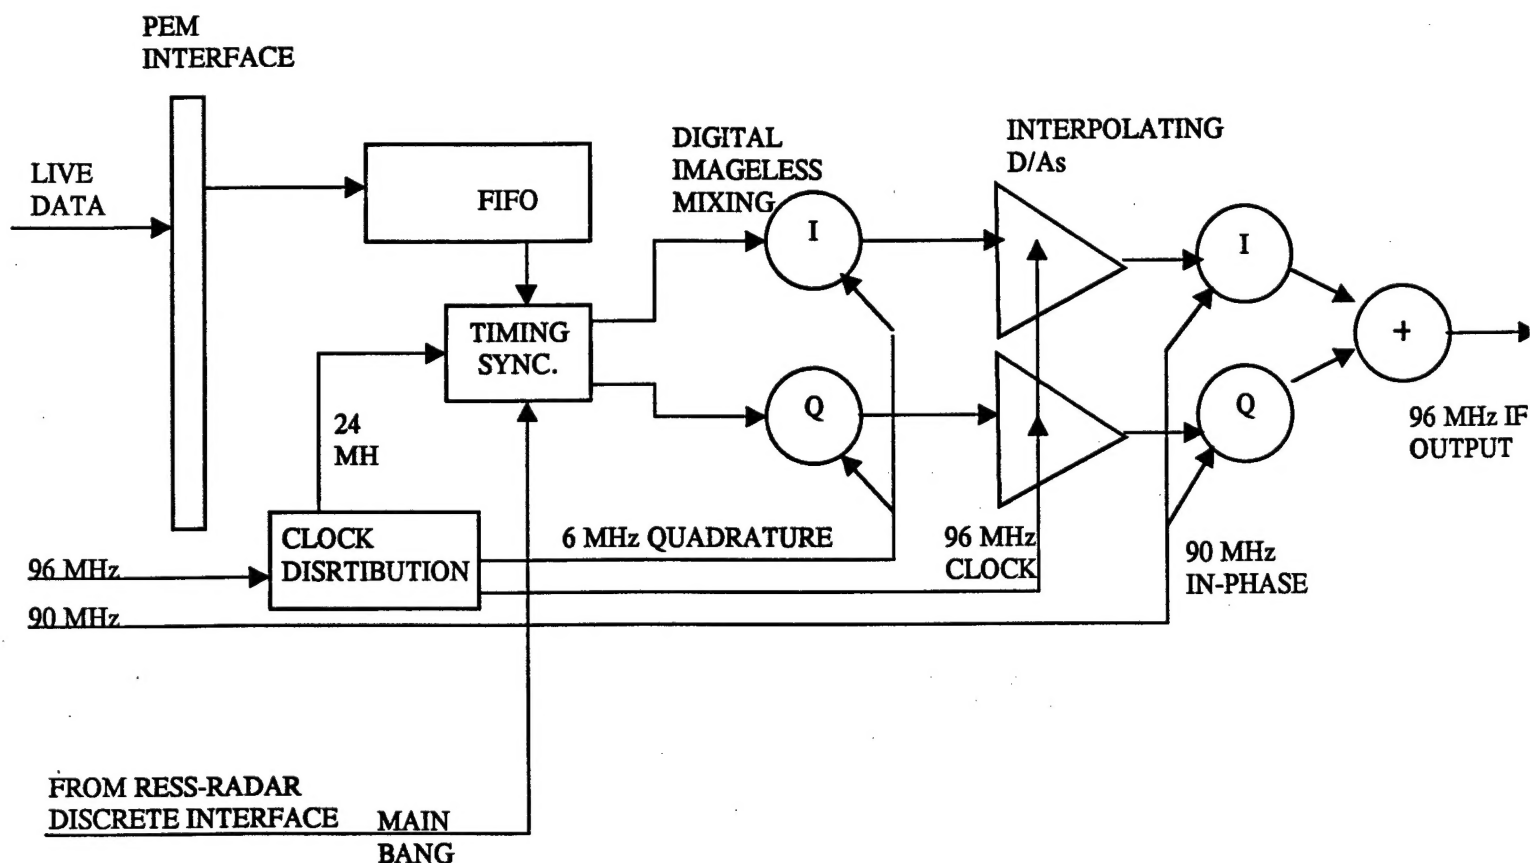 PEM
INTERFACE
LIVE
DATA
FIFO
DIGITAL
IMAGELESS
MIXING
INTERPOLATING
D/As
I
I
TIMING
SYNC.
+
24
MH
Q
Q
96 MHz IF
OUTPUT
CLOCK
DISRTIBUTION
6 MHz QUADRATURE
96 MHz
CLOCK
90 MHz
IN-PHASE
96 MHz
90 MHz
FROM RESS-RADAR
DISCRETE INTERFACE
MAIN
BANG